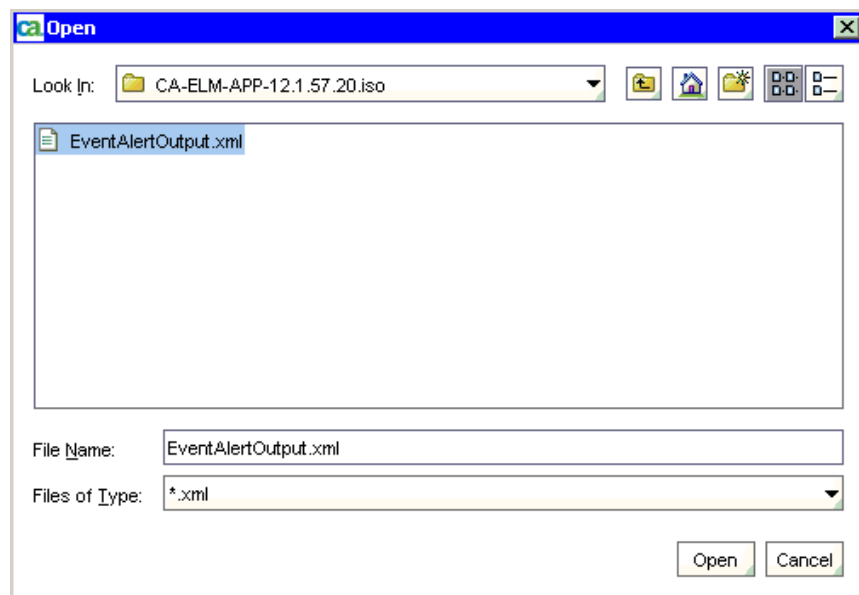 ca Open
Look In: CA-ELM-APP-12.1.57.20.iso
EventAlertOutput.xml
File Name: EventAlertOutput.xml
Files of Type: *.xml
Open Cancel